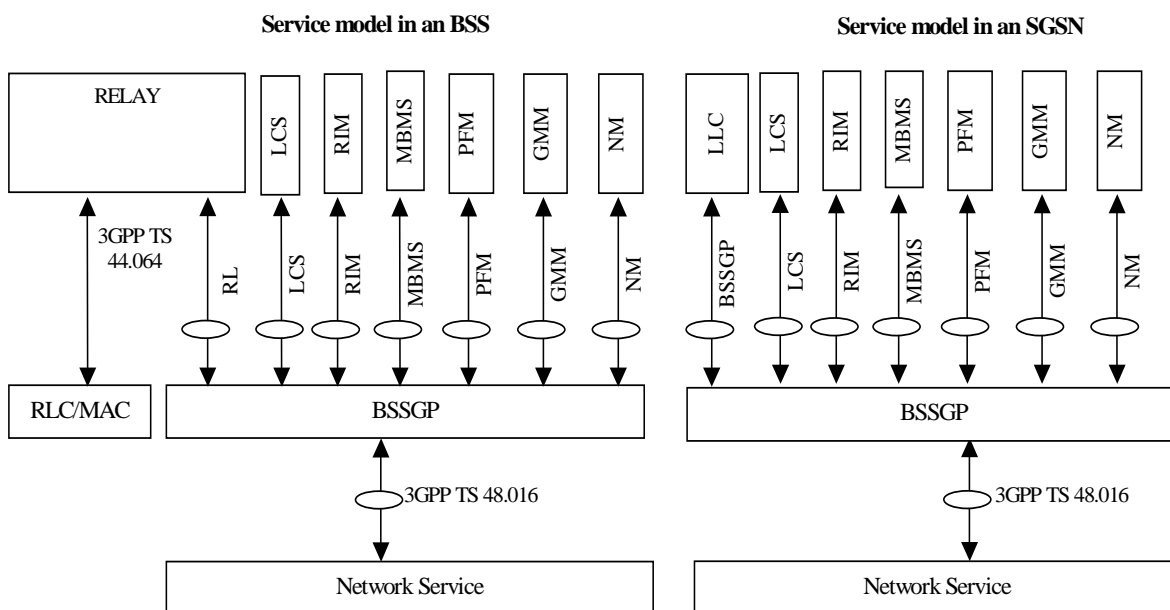 Service model in an BSS
Service model in an SGSN
RELAY
LCS
RIM
MBMS
PFM
GMM
NM
LLC
LCS
RIM
MBMS
PFM
GMM
NM
3GPP TS
44.064
RL
LCS
RIM
MBMS
PFM
GMM
NM
BSSGP
LCS
RIM
MBMS
PFM
GMM
NM
RLC/MAC
BSSGP
BSSGP
3GPP TS 48.016
3GPP TS 48.016
Network Service
Network Service